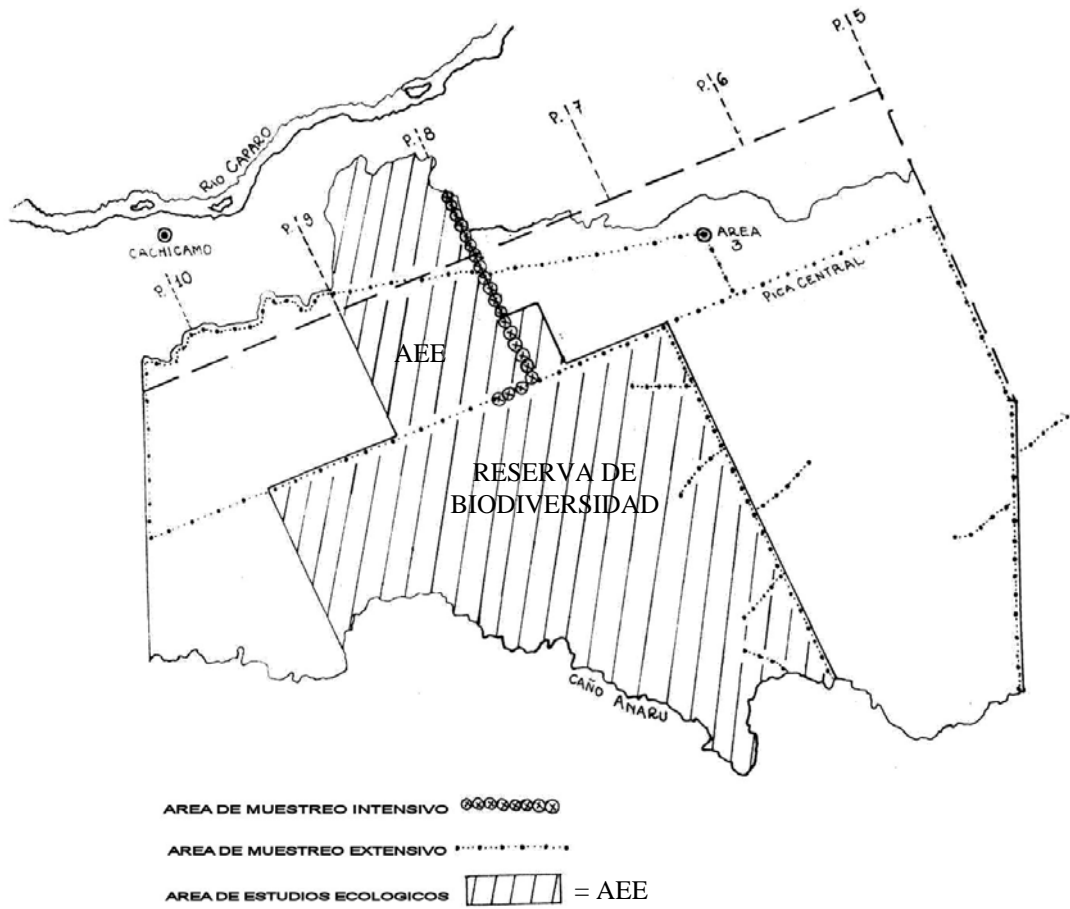 P. 15
P. 16
P. 17
P. 18
RIO CAPARO
P. 19
CACHICAMO
P. 10
AREA
3
PICA CENTRAL
AEE
RESERVA DE
BIODIVERSIDAD
CAÑO ANARU
AREA DE MUESTREO INTENSIVO
AREA DE MUESTREO EXTENSIVO
AREA DE ESTUDIOS ECOLOGICOS = AEE